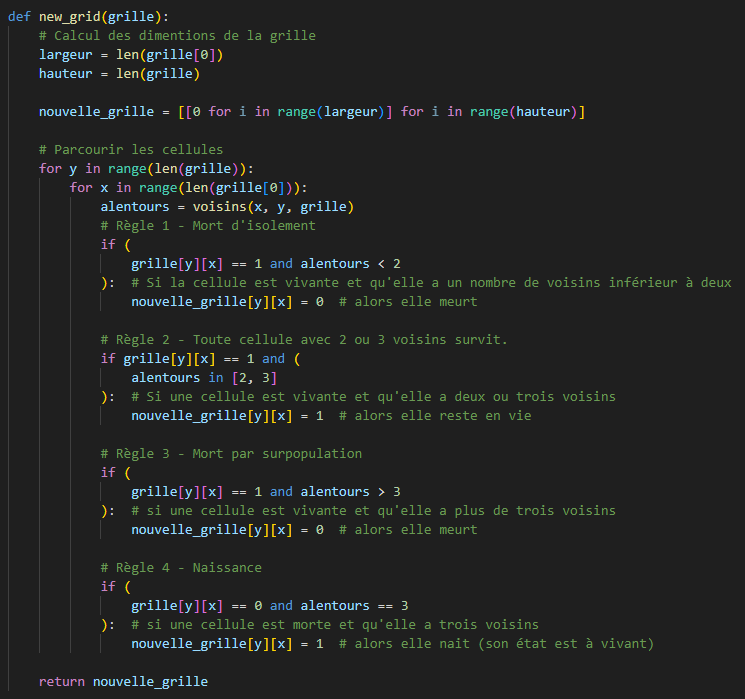 def new_grid(grille):
    # Calcul des dimentions de la grille
    largeur = len(grille[0])
    hauteur = len(grille)

    nouvelle_grille = [[0 for i in range(largeur)] for i in range(hauteur)]

    # Parcourir les cellules
    for y in range(len(grille)):
        for x in range(len(grille[0])):
            alentours = voisins(x, y, grille)
            # Règle 1 - Mort d'isolement
            if (
                grille[y][x] == 1 and alentours < 2
            ):  # Si la cellule est vivante et qu'elle a un nombre de voisins inférieur à deux
                nouvelle_grille[y][x] = 0  # alors elle meurt

            # Règle 2 - Toute cellule avec 2 ou 3 voisins survit.
            if grille[y][x] == 1 and (
                alentours in [2, 3]
            ):  # Si une cellule est vivante et qu'elle a deux ou trois voisins
                nouvelle_grille[y][x] = 1  # alors elle reste en vie

            # Règle 3 - Mort par surpopulation
            if (
                grille[y][x] == 1 and alentours > 3
            ):  # si une cellule est vivante et qu'elle a plus de trois voisins
                nouvelle_grille[y][x] = 0  # alors elle meurt

            # Règle 4 - Naissance
            if (
                grille[y][x] == 0 and alentours == 3
            ):  # si une cellule est morte et qu'elle a trois voisins
                nouvelle_grille[y][x] = 1  # alors elle nait (son état est à vivant)

    return nouvelle_grille